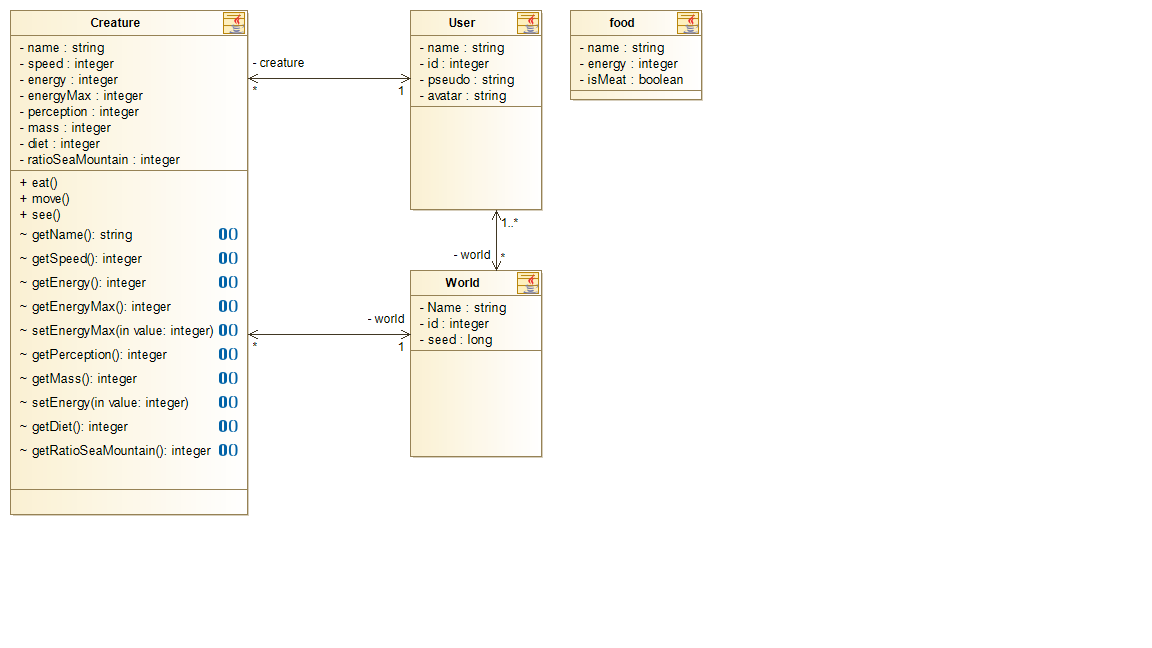 Creature
- name : string
- speed : integer
- energy : integer
- energyMax : integer
- perception : integer
- mass : integer
- diet : integer
- ratioSeaMountain : integer
+ eat()
+ move()
+ see()
~ getName(): string
~ getSpeed(): integer
~ getEnergy(): integer
~ getEnergyMax(): integer
~ setEnergyMax(in value: integer)
~ getPerception(): integer
~ getMass(): integer
~ setEnergy(in value: integer)
~ getDiet(): integer
~ getRatioSeaMountain(): integer
- creature
*
1
User
- name : string
- id : integer
- pseudo : string
- avatar : string
1..*
- world
*
World
- Name : string
- id : integer
- seed : long
- world
*
1
food
- name : string
- energy : integer
- isMeat : boolean